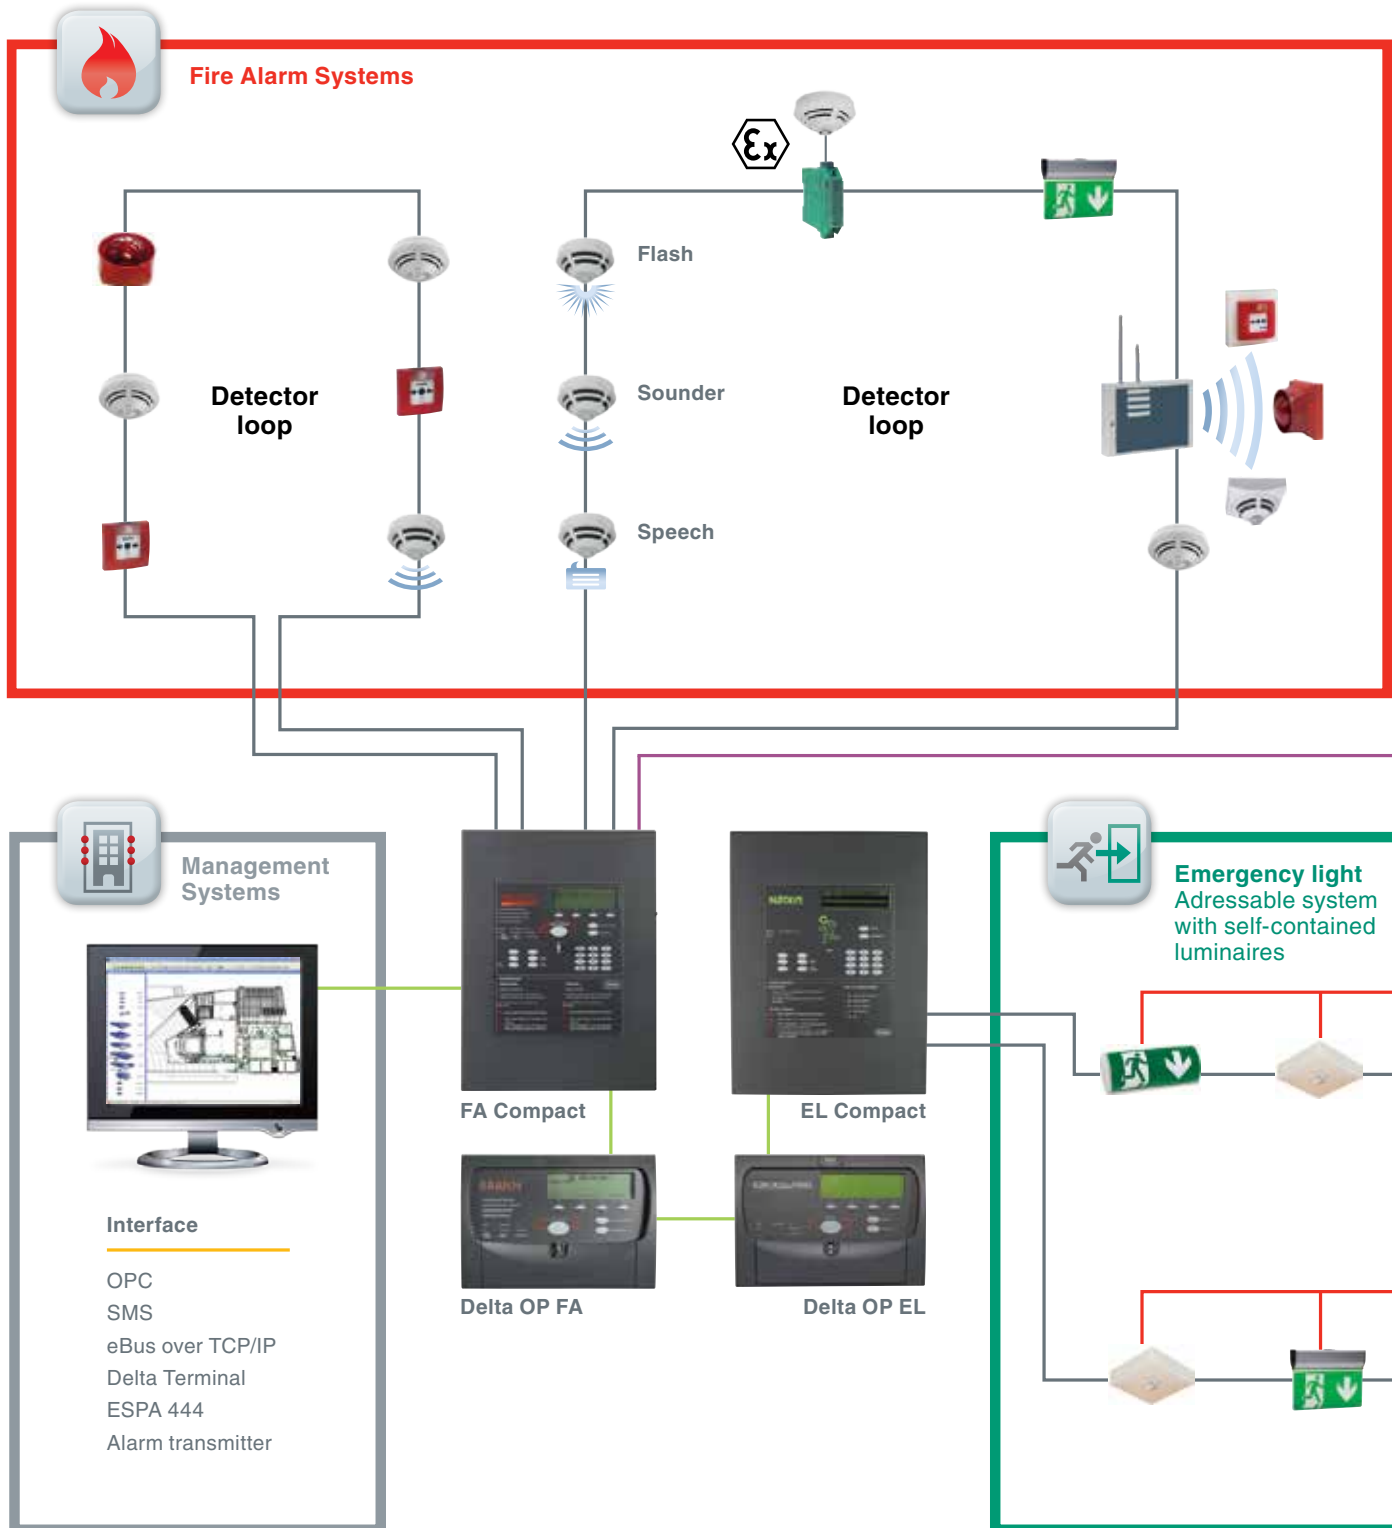 Fire Alarm Systems
Ex
Flash
Detector
loop
Sounder
Detector
loop
Speech
Management
Systems
Emergency light
Adressable system
with self-contained
luminaires
FA Compact
EL Compact
Interface
OPC
SMS
eBus over TCP/IP
Delta Terminal
ESPA 444
Alarm transmitter
Delta OP FA
Delta OP EL